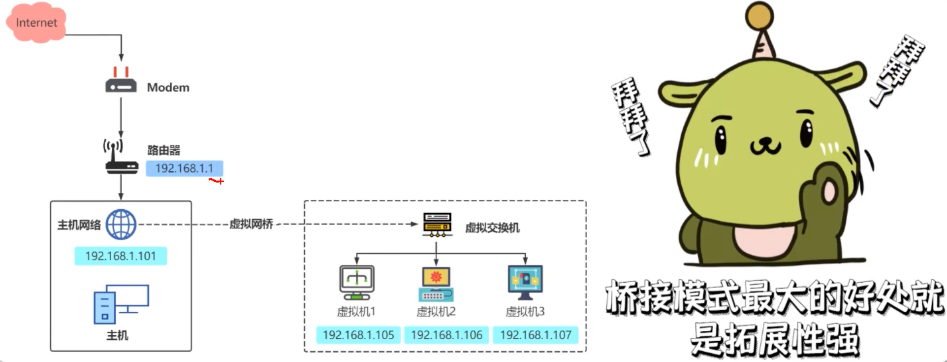 Internet
Modem
路由器
192.168.1.1
主机网络
192.168.1.101
主机
虚拟网桥
虚拟交换机
虚拟机1
虚拟机2
虚拟机3
192.168.1.105
192.168.1.106
192.168.1.107
拜拜了
拜拜了
桥接模式最大的好处就
是拓展性强